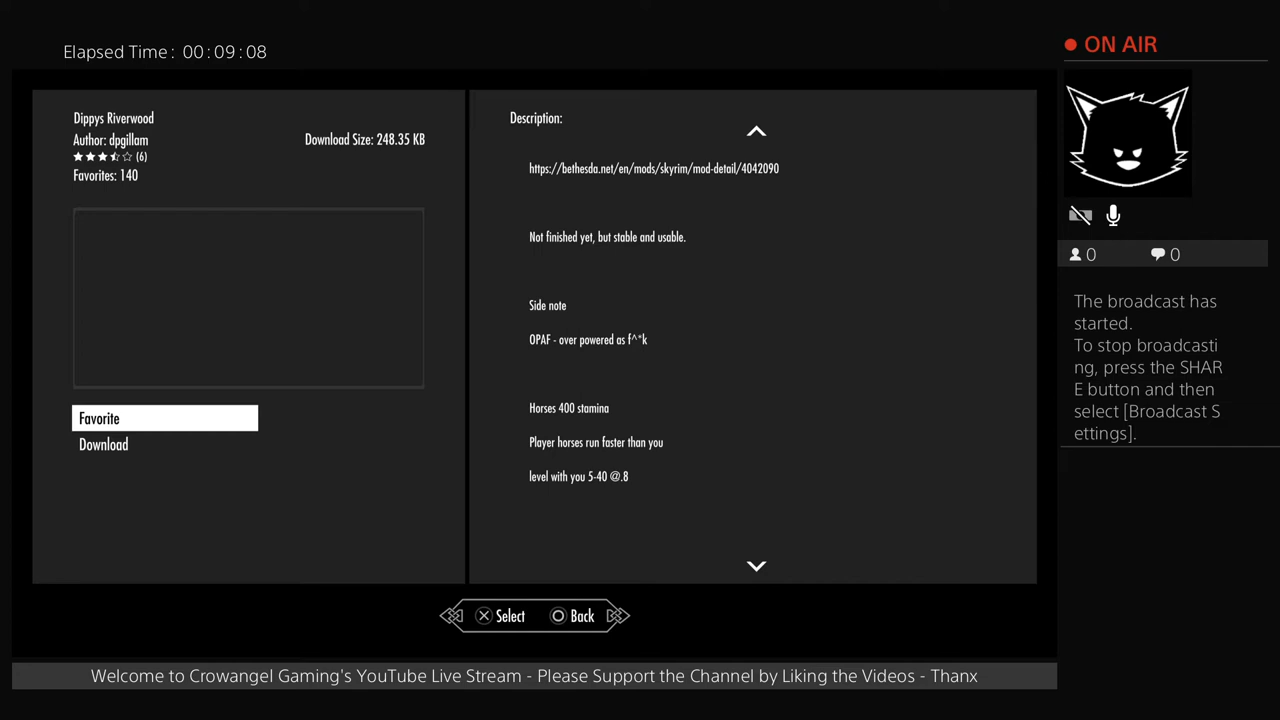 Elapsed Time: 00:09:08
ON AIR
Dippys Riverwood
Author: dpgillam
Download Size: 248.35 KB
(6)
Favorites: 140
Favorite
Download
Description:
https://bethesda.net/en/mods/skyrim/mod-detail/4042090
Not finished yet, but stable and usable.
Side note
OPAF - over powered as f^*k
Horses 400 stamina
Player horses run faster than you
level with you 5-40 @.8
Select Back
0 0
The broadcast has
started.
To stop broadcasti
ng, press the SHAR
E button and then
select [Broadcast S
ettings].
Welcome to Crowangel Gaming's YouTube Live Stream - Please Support the Channel by Liking the Videos - Thanx